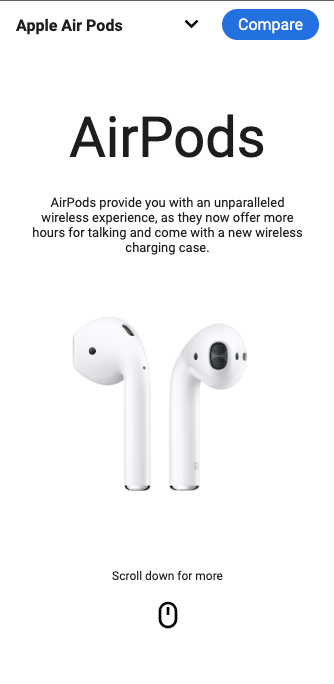 Apple Air Pods
Compare
AirPods
AirPods provide you with an unparalleled
wireless experience, as they now offer more
hours for talking and come with a new wireless
charging case.
Scroll down for more